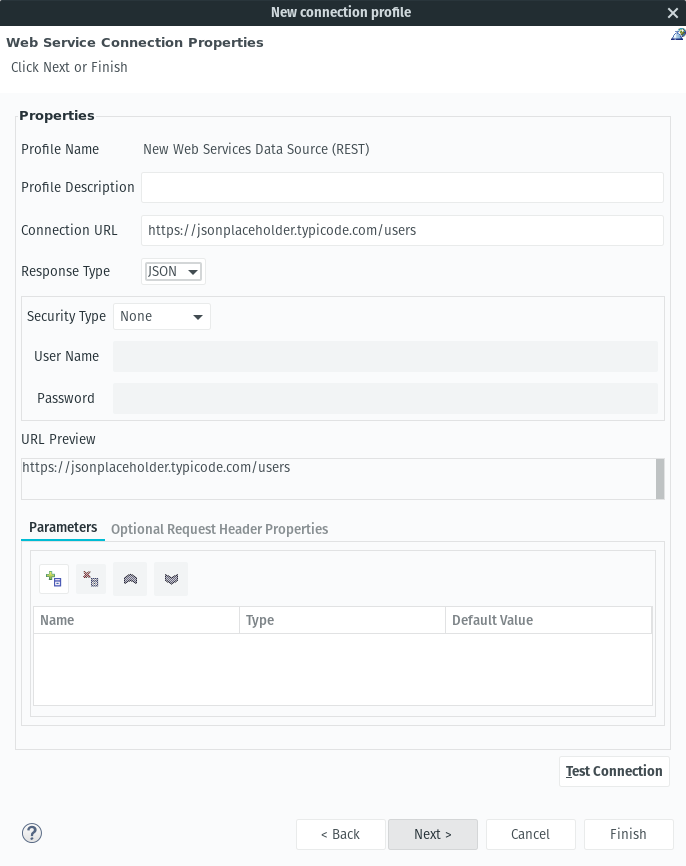 New connection profile
Web Service Connection Properties
Click Next or Finish
Properties
Profile Name New Web Services Data Source (REST)
Profile Description
Connection URL https://jsonplaceholder.typicode.com/users
Response Type JSON
Security Type None
User Name
Password
URL Preview
https://jsonplaceholder.typicode.com/users
Parameters Optional Request Header Properties
Name Type Default Value
Test Connection
? < Back Next > Cancel Finish